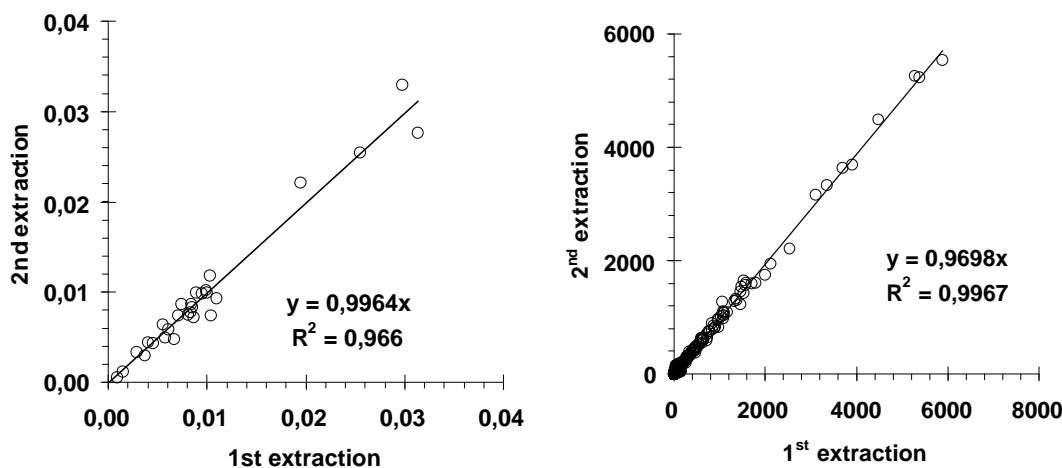 0,04
0,03
0,02
0,01
0,00
2nd extraction
y = 0,9964x
R² = 0,966
0,00 0,01 0,02 0,03 0,04
1st extraction
6000
4000
2000
0
2nd extraction
y = 0,9698x
R² = 0,9967
0 2000 4000 6000 8000
1st extraction